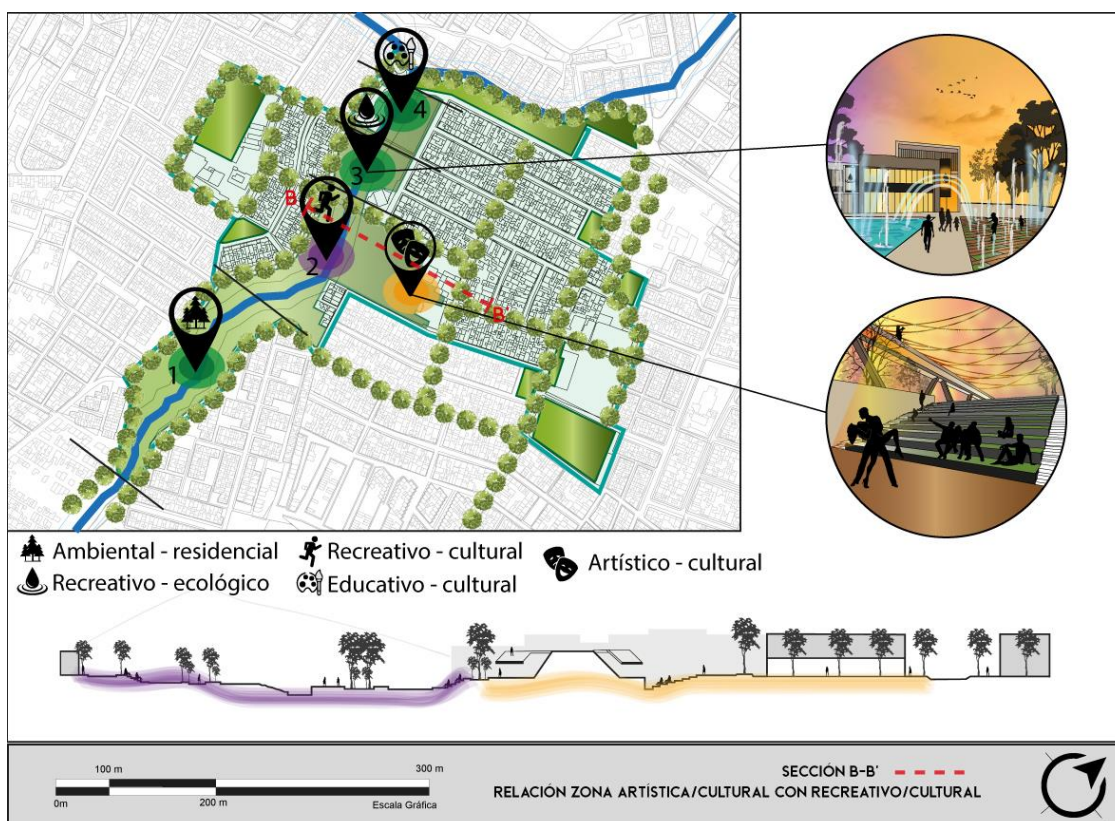 4
3
B
2
B'
1
Ambiental - residencial
Recreativo - cultural
Artístico - cultural
Recreativo - ecológico
Educativo - cultural
100 m
300 m
0m
200 m
Escala Gráfica
SECCIÓN B-B'
RELACIÓN ZONA ARTÍSTICA/CULTURAL CON RECREATIVO/CULTURAL